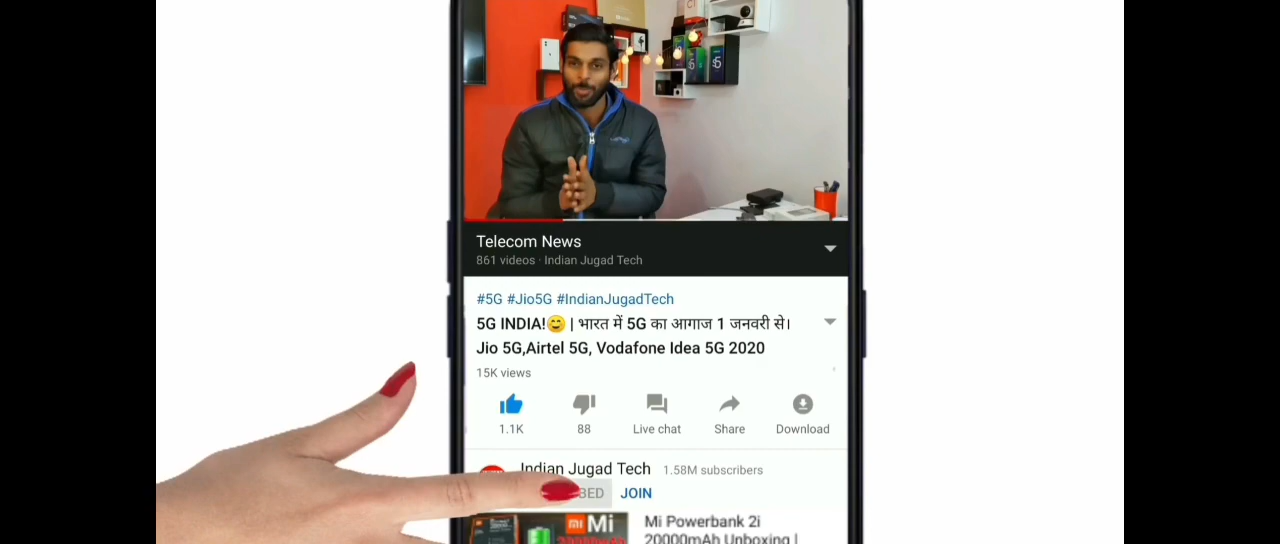 Telecom News
861 videos · Indian Jugad Tech
#5G #Jio5G #IndianJugadTech
5G INDIA!😊 | भारत में 5G का आगाज 1 जनवरी से।
Jio 5G,Airtel 5G, Vodafone Idea 5G 2020
15K views
1.1K 88 Live chat Share Download
Indian Jugad Tech 1.58M subscribers
JOIN
Mi
Mi Powerbank 2i
20000mAh Unboxing |